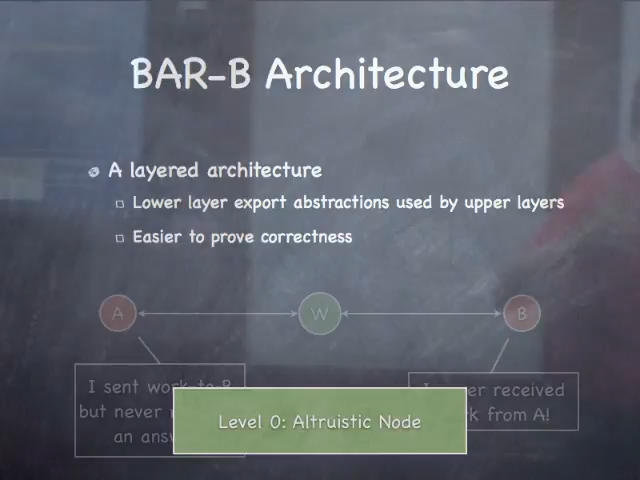 BAR-B Architecture
A layered architecture
Lower layer export abstractions used by upper layers
Easier to prove correctness
A
W
B
I sent work to B
but never
an
received
from A!
Level 0: Altruistic Node